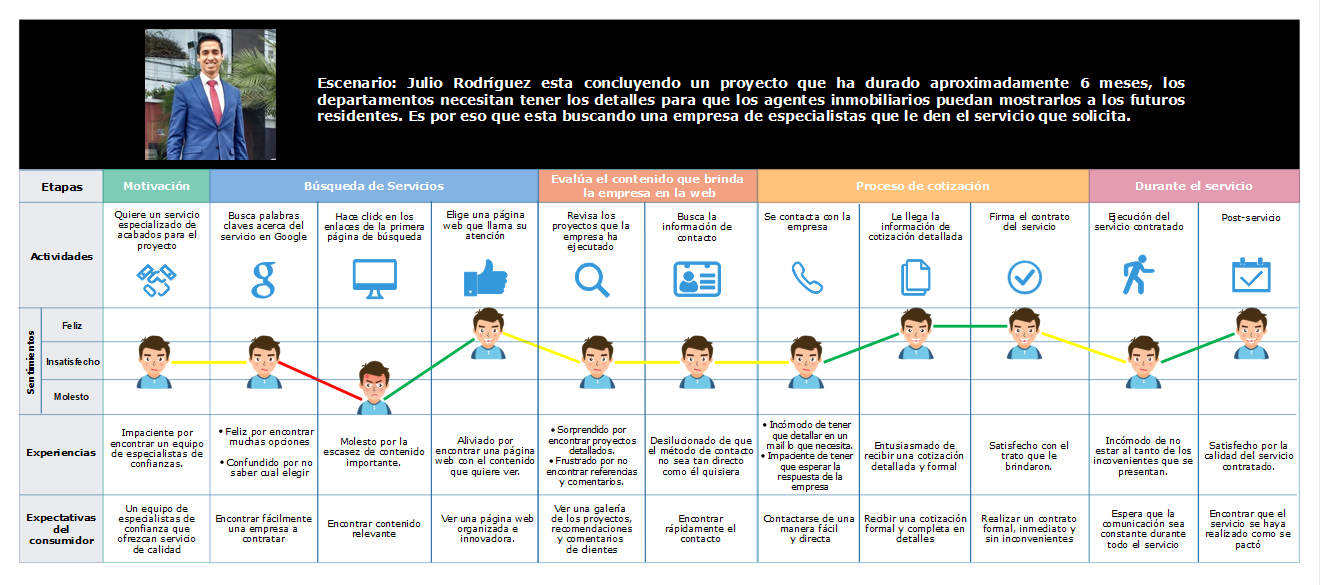 Escenario: Julio Rodríguez esta concluyendo un proyecto que ha durado aproximadamente 6 meses, los
departamentos necesitan tener los detalles para que los agentes inmobiliarios puedan mostrarlos a los futuros
residentes. Es por eso que esta buscando una empresa de especialistas que le den el servicio que solicita.
Etapas
Motivación
Búsqueda de Servicios
Evalúa el contenido que brinda
la empresa en la web
Proceso de cotización
Durante el servicio
Actividades
Quiere un servicio
especializado de
acabados para el
proyecto
Busca palabras
claves acerca del
servicio en Google
Hace click en los
enlaces de la primera
página de búsqueda
Elige una página
web que llama su
atención
Revisa los
proyectos que la
empresa ha
ejecutado
Busca la
información de
contacto
Se contacta con la
empresa
Le llega la
información de
cotización detallada
Firma el contrato
del servicio
Ejecución del
servicio contratado
Post-servicio
g
Sentimientos
Feliz
Insatisfecho
Molesto
Experiencias
Impaciente por
encontrar un equipo
de especialistas de
confianzas.
• Feliz por encontrar
muchas opciones
• Confundido por no
saber cual elegir
Molesto por la
escasez de contenido
importante.
Aliviado por
encontrar una página
web con el contenido
que quiere ver.
• Sorprendido por
encontrar proyectos
detallados.
• Frustrado por no
encontrar referencias
y comentarios.
Desilucionado de que
el método de contacto
no sea tan directo
como él quisiera
• Incómodo de tener
que detallar en un
mail lo que necesita.
• Impaciente de tener
que esperar la
respuesta de la
empresa
Entusiasmado de
recibir una cotización
detallada y formal
Satisfecho con el
trato que le
brindaron.
Incómodo de no
estar al tanto de los
incovenientes que se
presentan.
Satisfecho por la
calidad del servicio
contratado.
Expectativas
del
consumidor
Un equipo de
especialistas de
confianza que
ofrezcan servicio
de calidad
Encontrar fácilmente
una empresa a
contratar
Encontrar contenido
relevante
Ver una página web
organizada e
innovadora.
Ver una galería
de los proyectos,
recomendaciones
y comentarios
de clientes
Encontrar
rápidamente el
contacto
Contactarse de una
manera fácil
y directa
Recibir una cotización
formal y completa en
detalles
Realizar un contrato
formal, inmediato y
sin inconvenientes
Espera que la
comunicación sea
constante durante
todo el servicio
Encontrar que el
servicio se haya
realizado como se
pactó